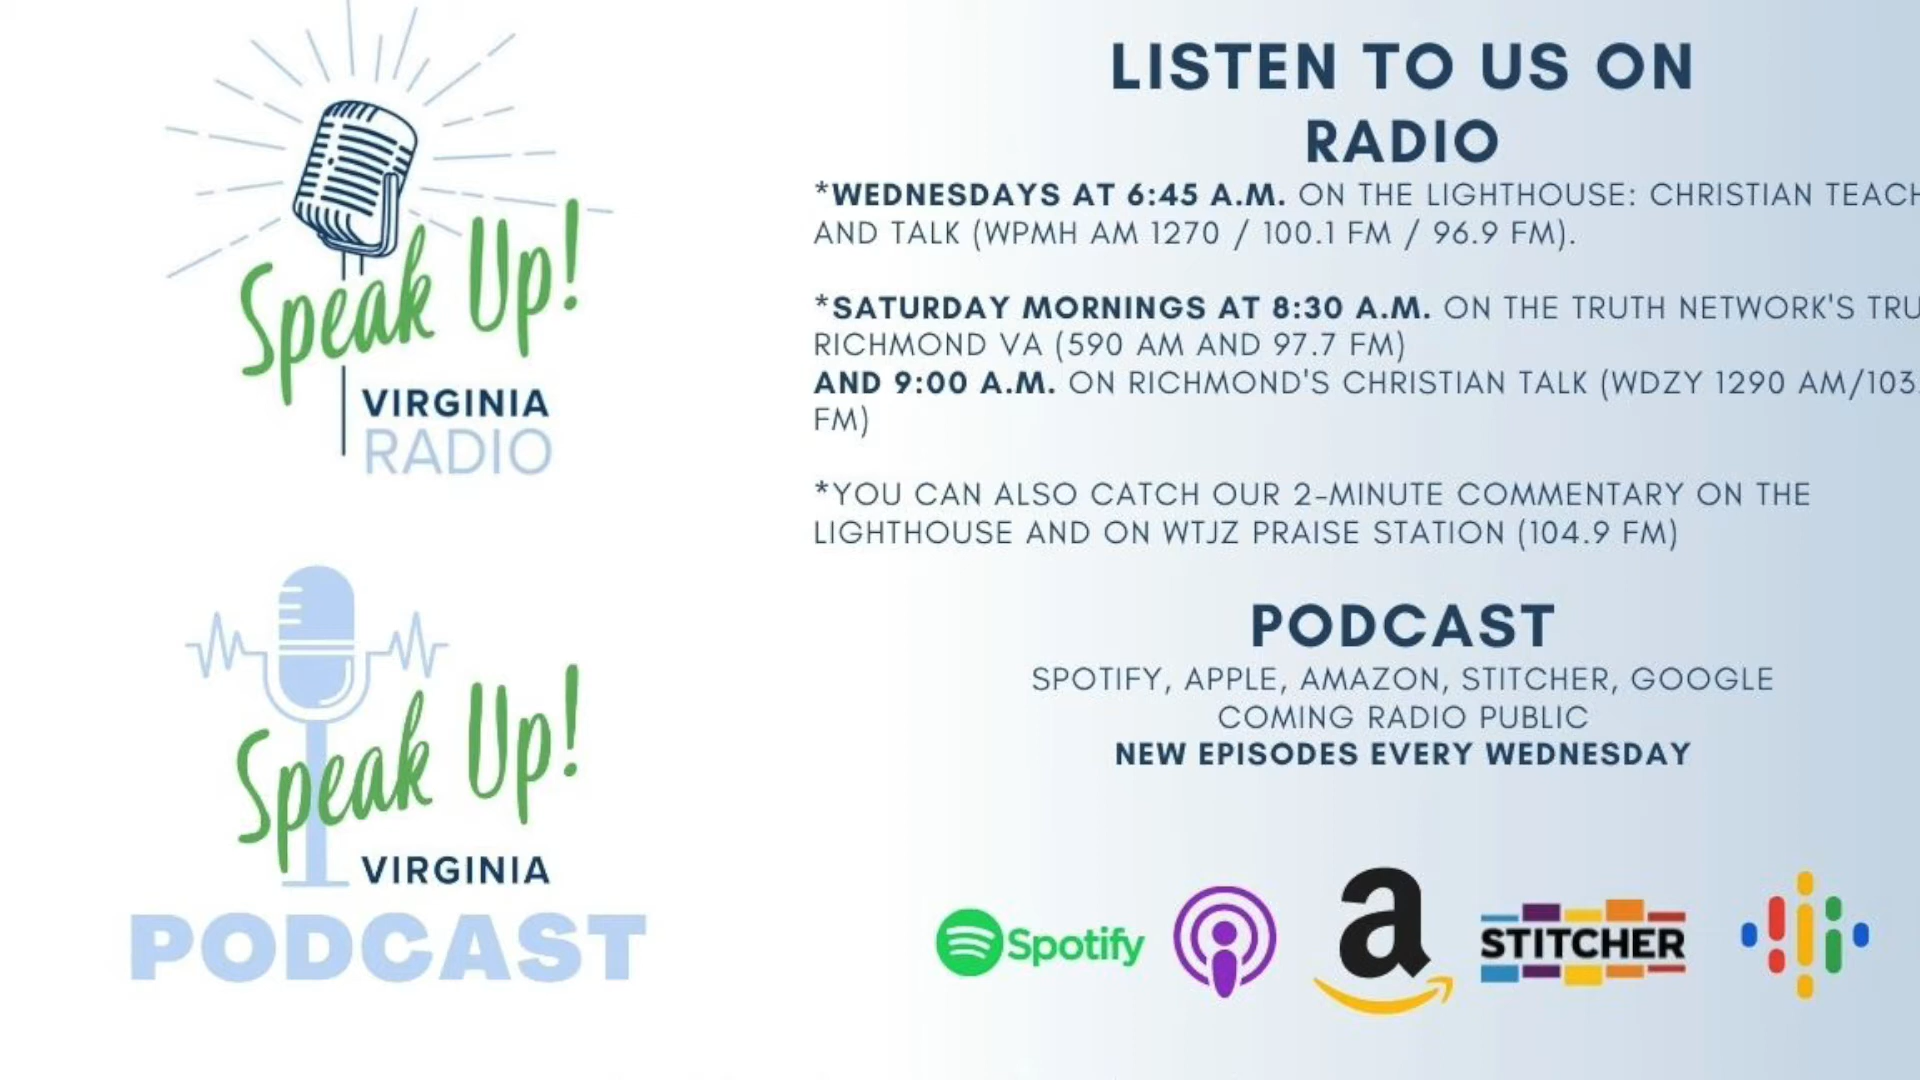 Speak Up!
VIRGINIA
RADIO
LISTEN TO US ON
RADIO
*WEDNESDAYS AT 6:45 A.M. ON THE LIGHTHOUSE: CHRISTIAN TEACH
AND TALK (WPMH AM 1270 / 100.1 FM / 96.9 FM).
*SATURDAY MORNINGS AT 8:30 A.M. ON THE TRUTH NETWORK'S TRU
RICHMOND VA (590 AM AND 97.7 FM)
AND 9:00 A.M. ON RICHMOND'S CHRISTIAN TALK (WDZY 1290 AM/103.
FM)
*YOU CAN ALSO CATCH OUR 2-MINUTE COMMENTARY ON THE
LIGHTHOUSE AND ON WTJZ PRAISE STATION (104.9 FM)
Speak Up!
VIRGINIA
PODCAST
PODCAST
SPOTIFY, APPLE, AMAZON, STITCHER, GOOGLE
COMING RADIO PUBLIC
NEW EPISODES EVERY WEDNESDAY
Spotify
a
STITCHER